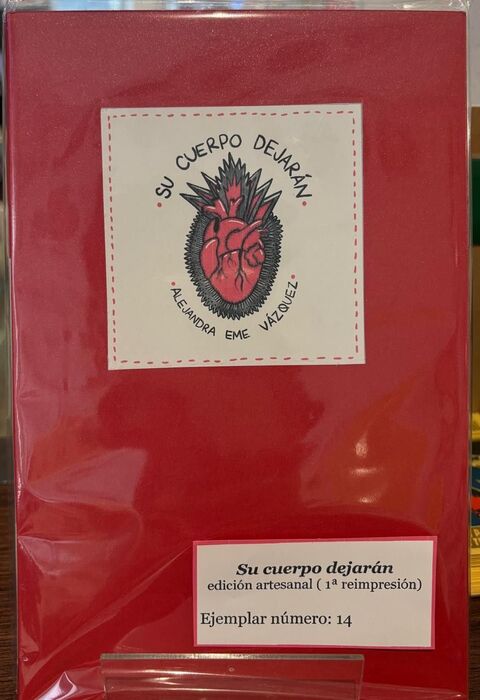 SU CUERPO DEJARÁN
ALEJANDRA EME VÁZQUEZ
Su cuerpo dejarán
edición artesanal ( 1ª reimpresión)
Ejemplar número: 14